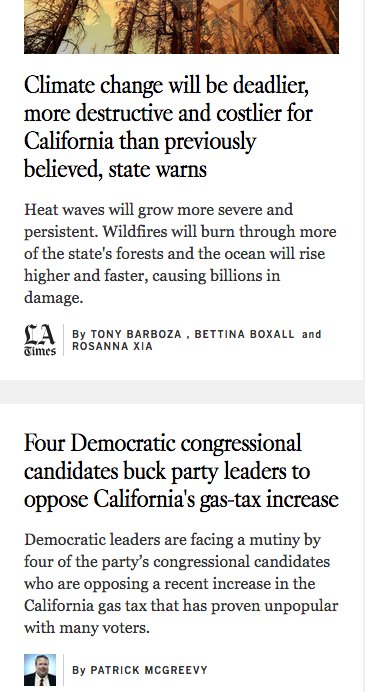 Climate change will be deadlier,
more destructive and costlier for
California than previously
believed, state warns
Heat waves will grow more severe and
persistent. Wildfires will burn through more
of the state's forests and the ocean will rise
higher and faster, causing billions in
damage.
LA
Times
By TONY BARBOZA , BETTINA BOXALL and
ROSANNA XIA
Four Democratic congressional
candidates buck party leaders to
oppose California's gas-tax increase
Democratic leaders are facing a mutiny by
four of the party’s congressional candidates
who are opposing a recent increase in the
California gas tax that has proven unpopular
with many voters.
By PATRICK MCGREEVY